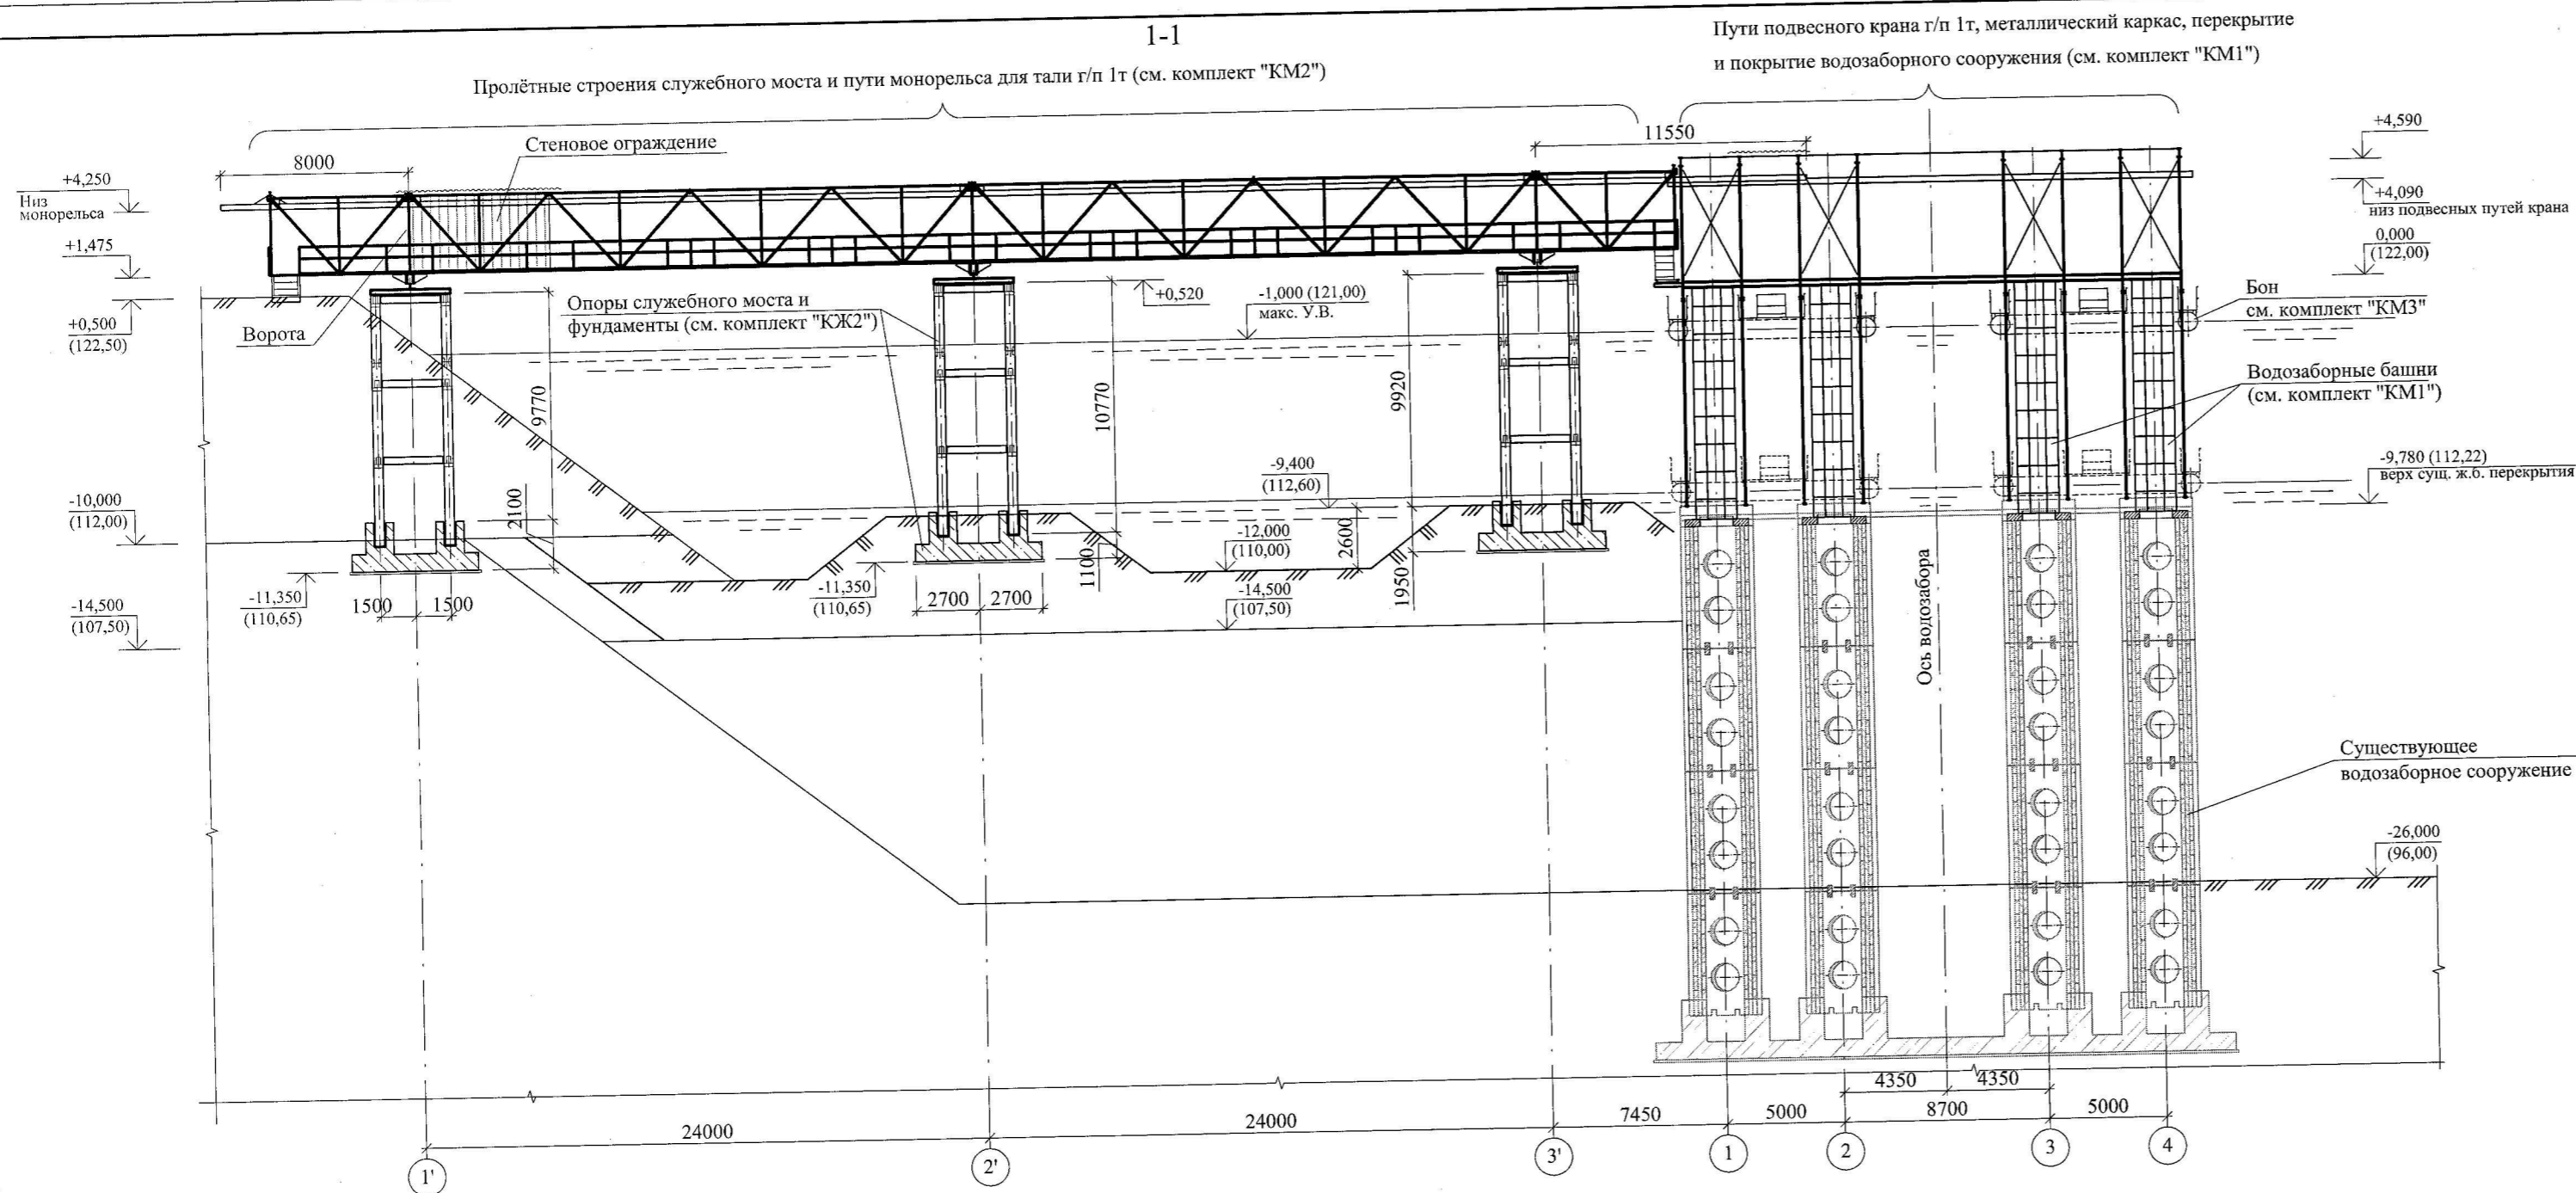 1-1
Пролётные строения служебного моста и пути монорельса для тали г/п 1т (см. комплект "КМ2")
Пути подвесного крана г/п 1т, металлический каркас, перекрытие
и покрытие водозаборного сооружения (см. комплект "КМ1")
8000
Стеновое ограждение
11550
+4,250
Низ
монорельса
+1,475
+0,500
(122,50)
Ворота
Опоры служебного моста и
фундаменты (см. комплект "КЖ2")
+0,520
-1,000 (121,00)
макс. У.В.
+4,590
+4,090
низ подвесных путей крана
0,000
(122,00)
Бон
см. комплект "КМ3"
Водозаборные башни
(см. комплект "КМ1")
9770
10770
9920
-9,400
(112,60)
-9,780 (112,22)
верх сущ. ж.б. перекрытия
-10,000
(112,00)
2100
1100
-12,000
(110,00)
2600
1950
-14,500
(107,50)
-11,350
(110,65)
1500
1500
-11,350
(110,65)
2700
2700
-14,500
(107,50)
Ось водозабора
Существующее
водозаборное сооружение
-26,000
(96,00)
4350
4350
24000
24000
7450
5000
8700
5000
1'
2'
3'
1
2
3
4